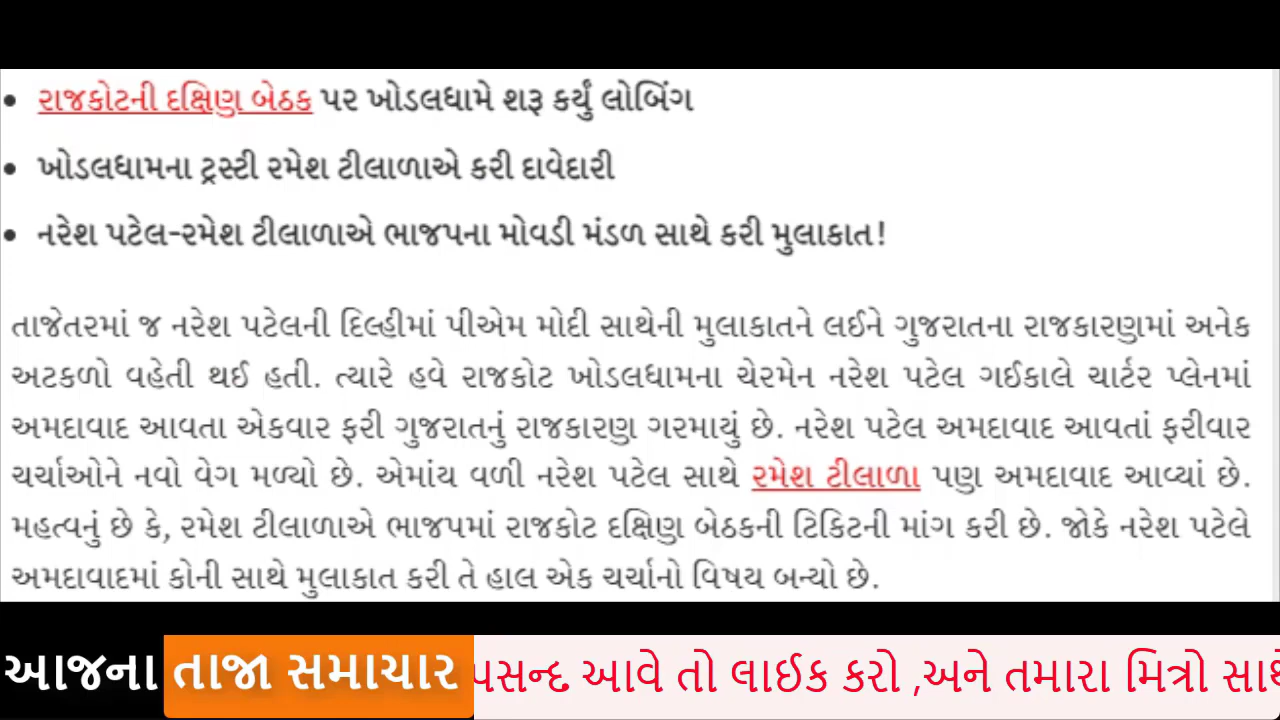 • રાજકોટની દક્ષિણ બેઠક પર ખોડલધામે શરૂ કર્યું લોબિંગ
• ખોડલધામના ટ્રસ્ટી રમેશ ટીલાળાએ કરી દાવેદારી
• નરેશ પટેલ-રમેશ ટીલાળાએ ભાજપના મોવડી મંડળ સાથે કરી મુલાકાત!
તાજેતરમાં જ નરેશ પટેલની દિલ્હીમાં પીએમ મોદી સાથેની મુલાકાતને લઈને ગુજરાતના રાજકારણમાં અનેક
અટકળો વહેતી થઈ હતી. ત્યારે હવે રાજકોટ ખોડલધામના ચેરમેન નરેશ પટેલ ગઈકાલે ચાર્ટર પ્લેનમાં
અમદાવાદ આવતા એકવાર ફરી ગુજરાતનું રાજકારણ ગરમાયું છે. નરેશ પટેલ અમદાવાદ આવતાં ફરીવાર
ચર્ચાઓને નવો વેગ મળ્યો છે. એમાંય વળી નરેશ પટેલ સાથે રમેશ ટીલાળા પણ અમદાવાદ આવ્યાં છે.
મહત્વનું છે કે, રમેશ ટીલાળાએ ભાજપમાં રાજકોટ દક્ષિણ બેઠકની ટિકિટની માંગ કરી છે. જોકે નરેશ પટેલે
અમદાવાદમાં કોની સાથે મુલાકાત કરી તે હાલ એક ચર્ચાનો વિષય બન્યો છે.
આજના તાજા સમાચાર પસન્દ આવે તો લાઈક કરો ,અને તમારા મિત્રો સાથે